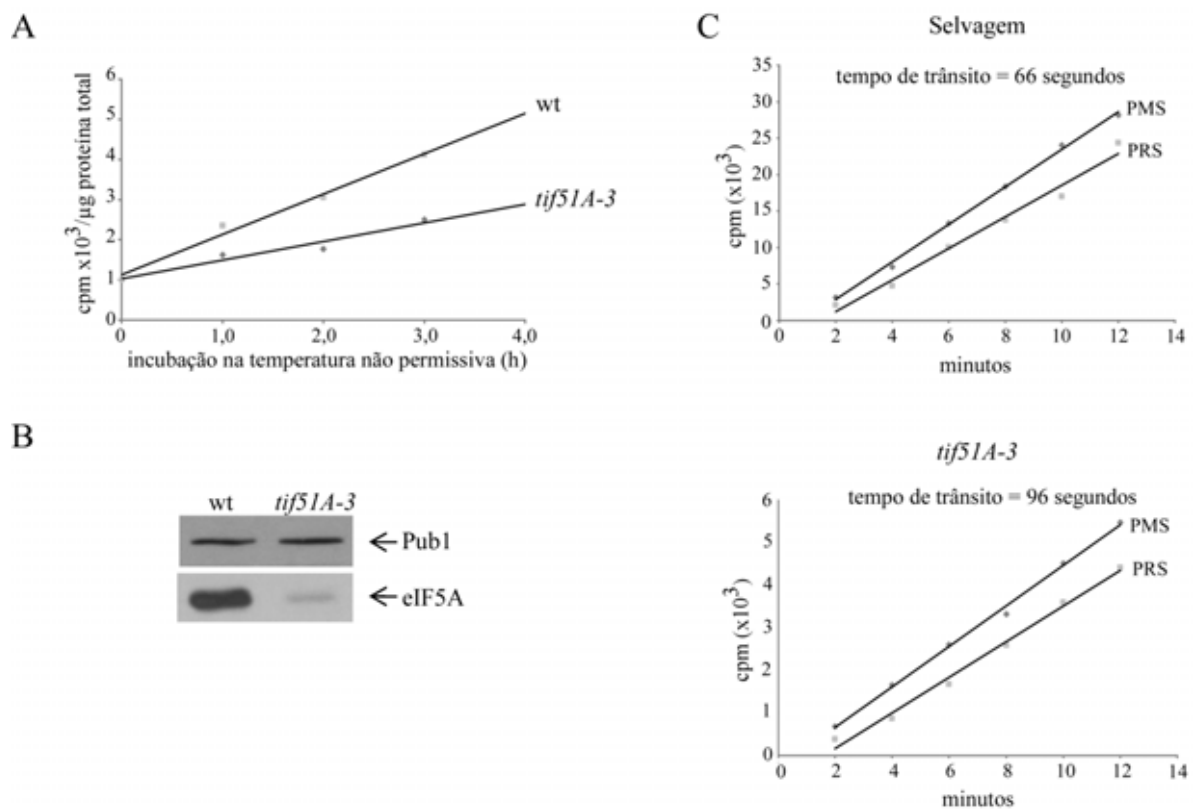 A
cpm x10³/µg proteína total
6
5
4
3
2
1
0
0
1,0
2,0
3,0
4,0
wt
tif51A-3
incubação na temperatura não permissiva (h)
B
wt tif51A-3
Pub1
eIF5A
C
Selvagem
tempo de trânsito = 66 segundos
cpm (x10³)
35
30
25
20
15
10
5
0
PMS
PRS
0 2 4 6 8 10 12 14
minutos
tif51A-3
tempo de trânsito = 96 segundos
cpm (x10³)
6
5
4
3
2
1
0
PMS
PRS
0 2 4 6 8 10 12 14
minutos